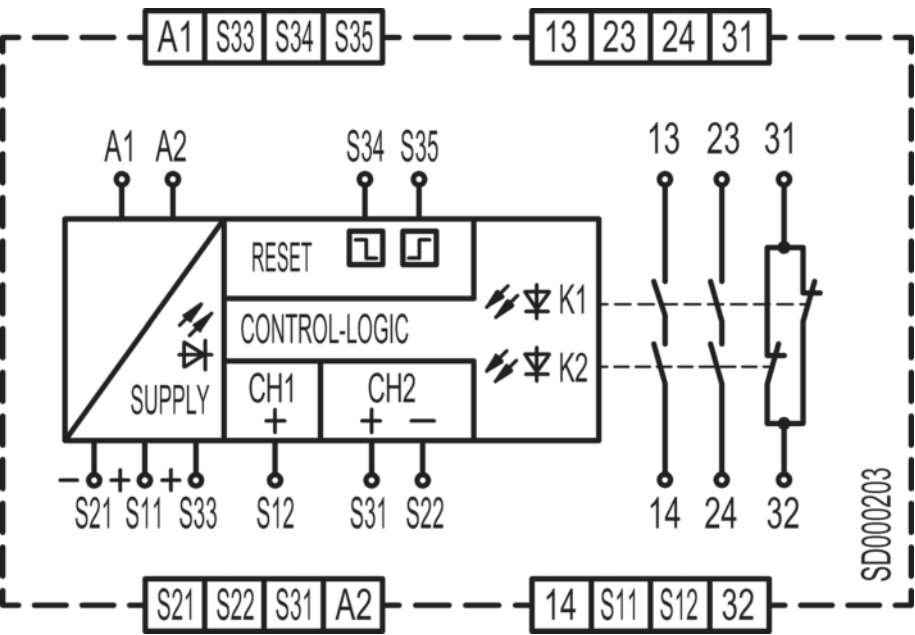 A1 S33 S34 S35 13 23 24 31
A1 A2 S34 S35 13 23 31
RESET
K1
CONTROL-LOGIC
K2
SUPPLY CH1 CH2
+ + −
− + +
S21 S11 S33 S12 S31 S22 14 24 32
SD000203
S21 S22 S31 A2 14 S11 S12 32